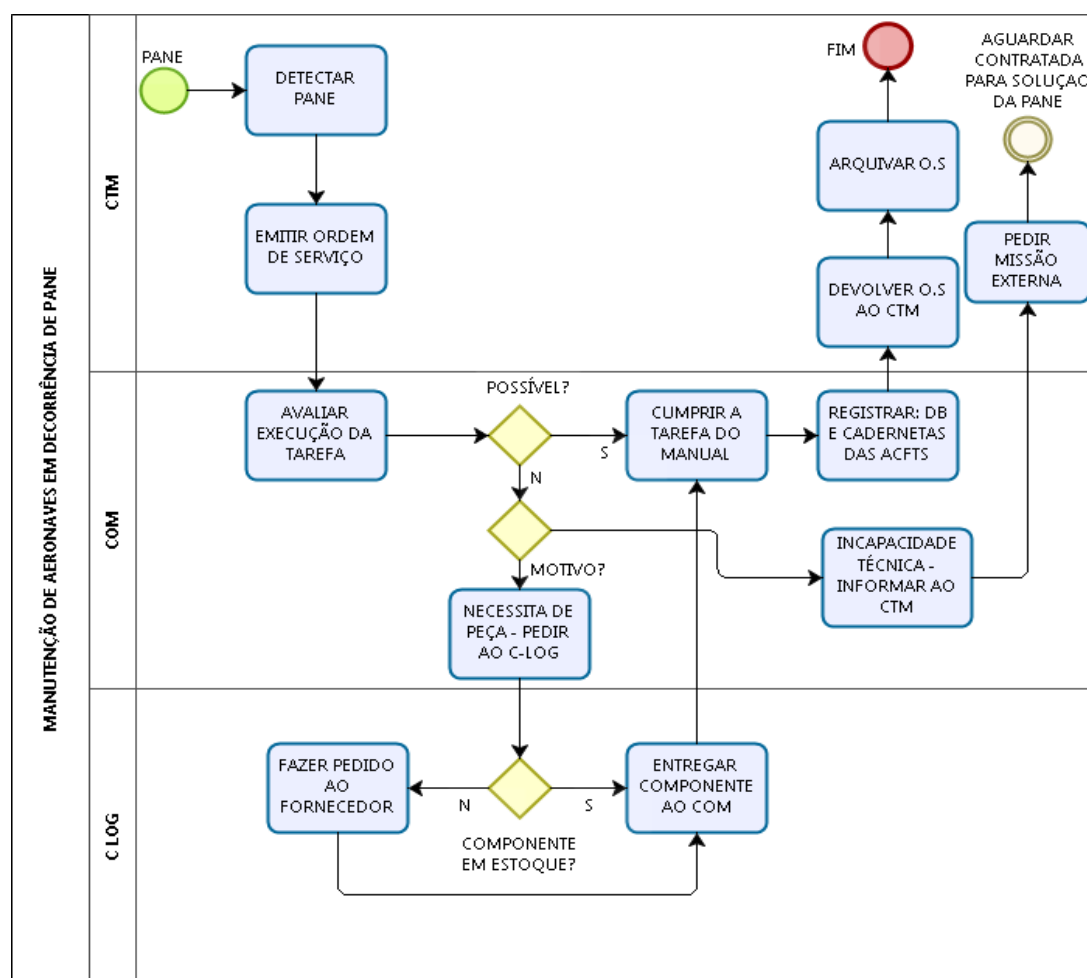 MANUTENÇÃO DE AERONAVES EM DECORRÊNCIA DE PANE
CTM
PANE
DETECTAR
PANE
EMITIR ORDEM
DE SERVIÇO
FIM
ARQUIVAR O.S
DEVOLVER O.S
AO CTM
AGUARDAR
CONTRATADA
PARA SOLUÇAO
DA PANE
PEDIR
MISSÃO
EXTERNA
COM
AVALIAR
EXECUÇÃO DA
TAREFA
POSSÍVEL?
S
N
CUMPRIR A
TAREFA DO
MANUAL
REGISTRAR: DB
E CADERNETAS
DAS ACFTS
MOTIVO?
INCAPACIDADE
TÉCNICA -
INFORMAR AO
CTM
NECESSITA DE
PEÇA - PEDIR
AO C-LOG
C LOG
FAZER PEDIDO
AO
FORNECEDOR
N
S
COMPONENTE
EM ESTOQUE?
ENTREGAR
COMPONENTE
AO COM